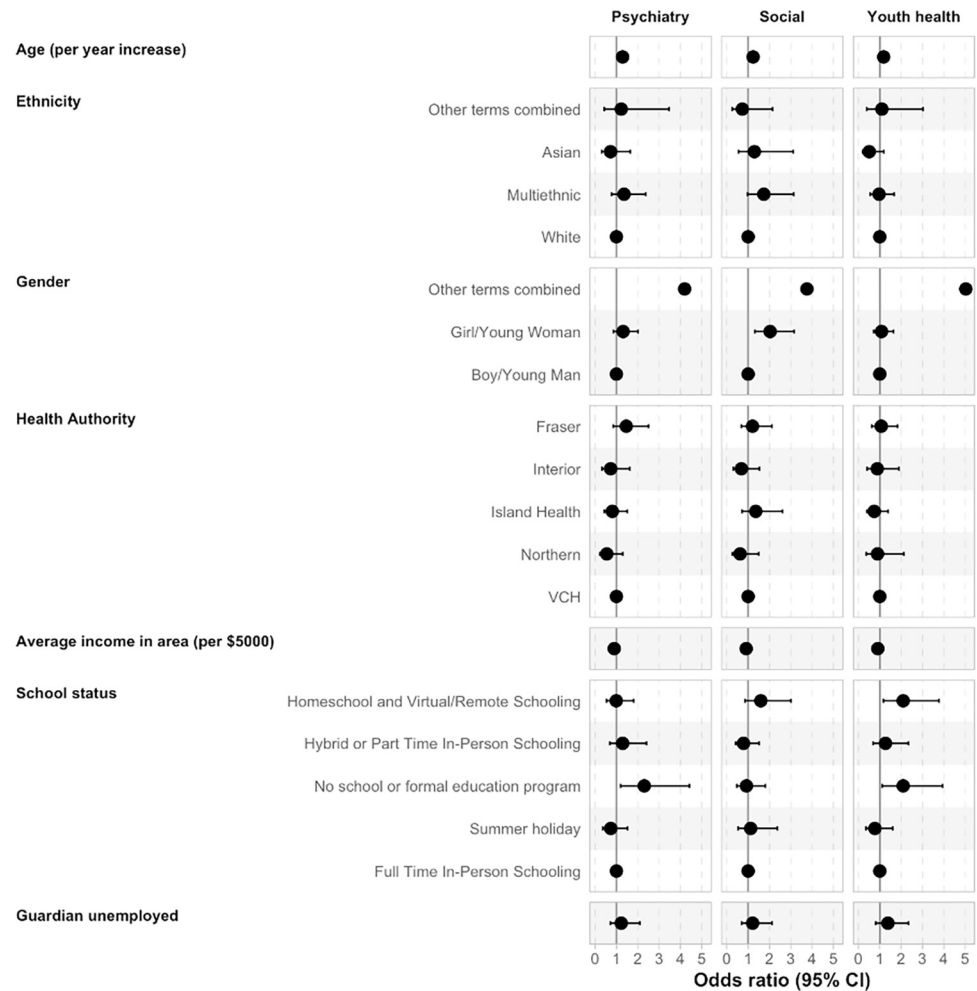 Psychiatry Social Youth health
Age (per year increase)
Ethnicity
Other terms combined
Asian
Multiethnic
White
Gender
Other terms combined
Girl/Young Woman
Boy/Young Man
Health Authority
Fraser
Interior
Island Health
Northern
VCH
Average income in area (per $5000)
School status
Homeschool and Virtual/Remote Schooling
Hybrid or Part Time In-Person Schooling
No school or formal education program
Summer holiday
Full Time In-Person Schooling
Guardian unemployed
0 1 2 3 4 5 0 1 2 3 4 5 0 1 2 3 4 5
Odds ratio (95% CI)